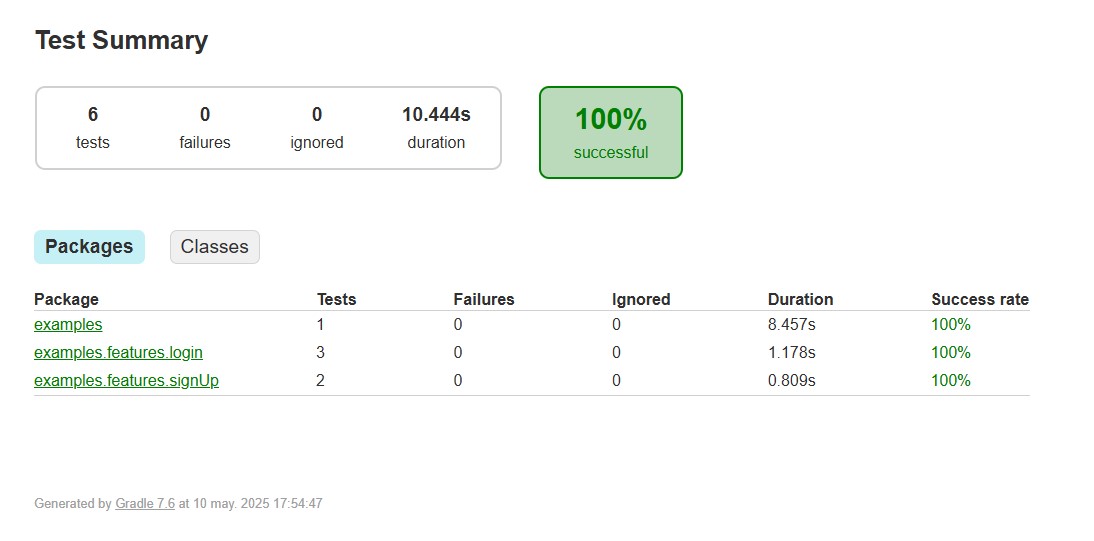 Test Summary
6 0 0 10.444s
tests failures ignored duration
100%
successful
Packages Classes
Package Tests Failures Ignored Duration Success rate
examples 1 0 0 8.457s 100%
examples.features.login 3 0 0 1.178s 100%
examples.features.signUp 2 0 0 0.809s 100%
Generated by Gradle 7.6 at 10 may. 2025 17:54:47